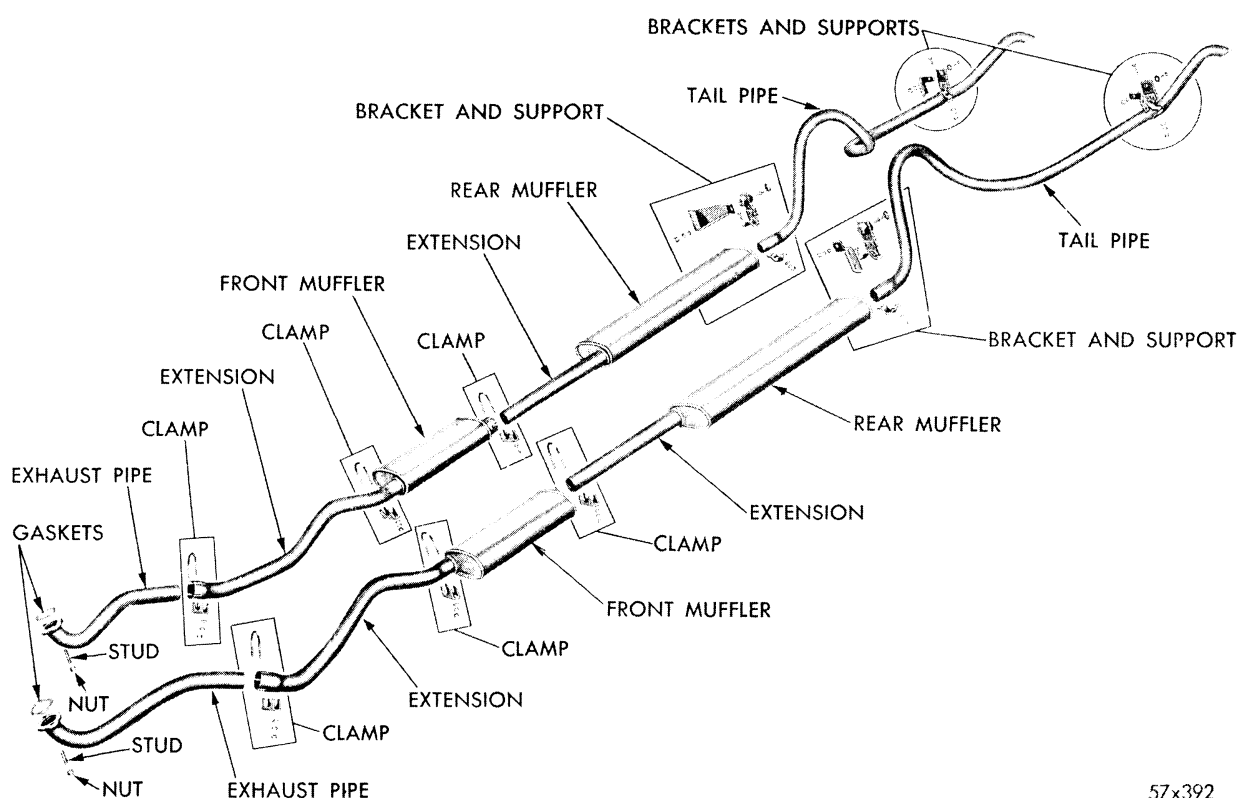 BRACKETS AND SUPPORTS
TAIL PIPE
BRACKET AND SUPPORT
REAR MUFFLER
EXTENSION
TAIL PIPE
FRONT MUFFLER
CLAMP
CLAMP
BRACKET AND SUPPORT
EXTENSION
CLAMP
REAR MUFFLER
EXHAUST PIPE
EXTENSION
GASKETS
CLAMP
FRONT MUFFLER
STUD
CLAMP
NUT
EXTENSION
CLAMP
STUD
NUT
EXHAUST PIPE
57x392